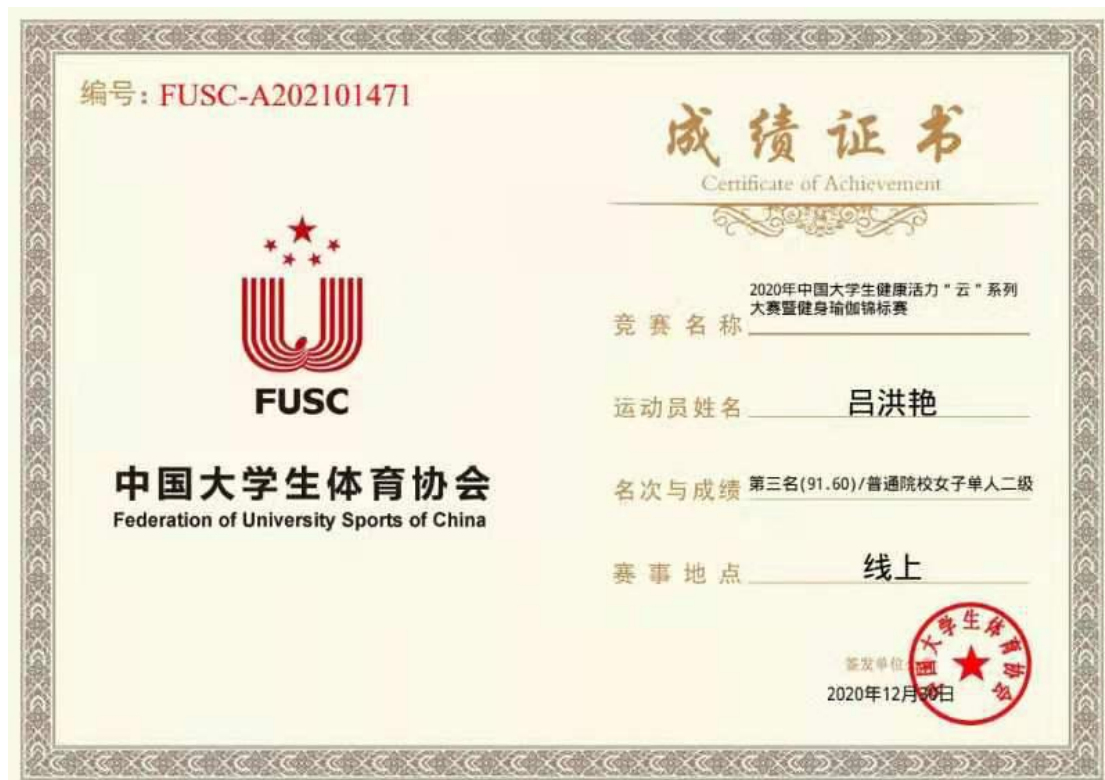 编号：FUSC-A202101471
FUSC
中国大学生体育协会
Federation of University Sports of China
成绩证书
Certificate of Achievement
竞赛名称 2020年中国大学生健康活力“云”系列
大赛暨健身瑜伽锦标赛
运动员姓名 吕洪艳
名次与成绩 第三名(91.60)/普通院校女子单人二级
赛事地点 线上
签发单位
中国大学生体育协会
2020年12月30日